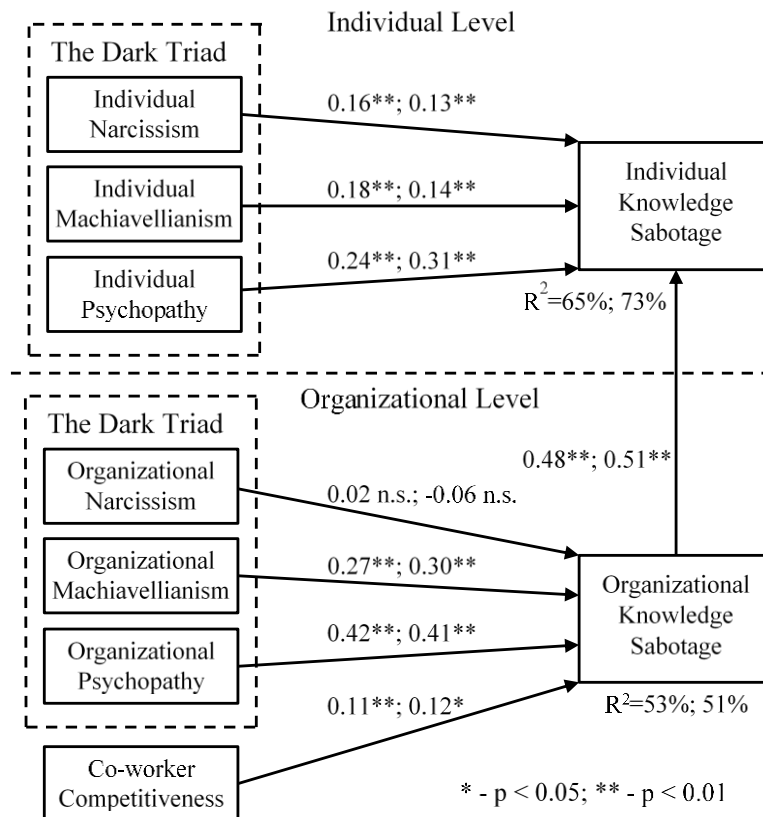 Individual Level
The Dark Triad
Individual
Narcissism
0.16**; 0.13**
Individual
Machiavellianism
0.18**; 0.14**
Individual
Psychopathy
0.24**; 0.31**
Individual
Knowledge
Sabotage
R²=65%; 73%
Organizational Level
The Dark Triad
0.48**; 0.51**
Organizational
Narcissism
0.02 n.s.; -0.06 n.s.
Organizational
Machiavellianism
0.27**; 0.30**
Organizational
Psychopathy
0.42**; 0.41**
Organizational
Knowledge
Sabotage
R²=53%; 51%
0.11**; 0.12*
Co-worker
Competitiveness
* - p < 0.05; ** - p < 0.01